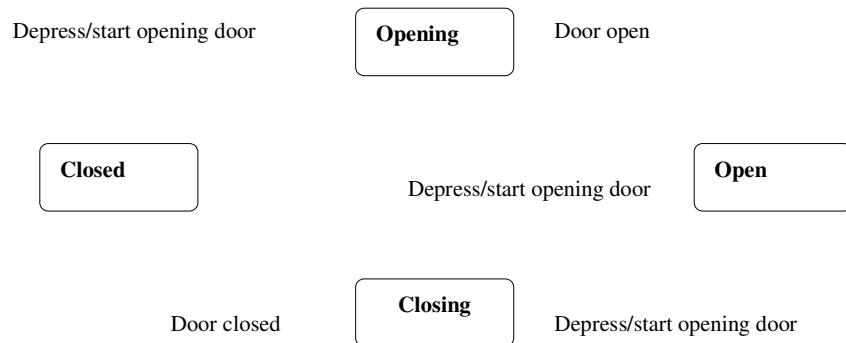 Depress/start opening door
Opening
Door open
Closed
Depress/start opening door
Open
Door closed
Closing
Depress/start opening door